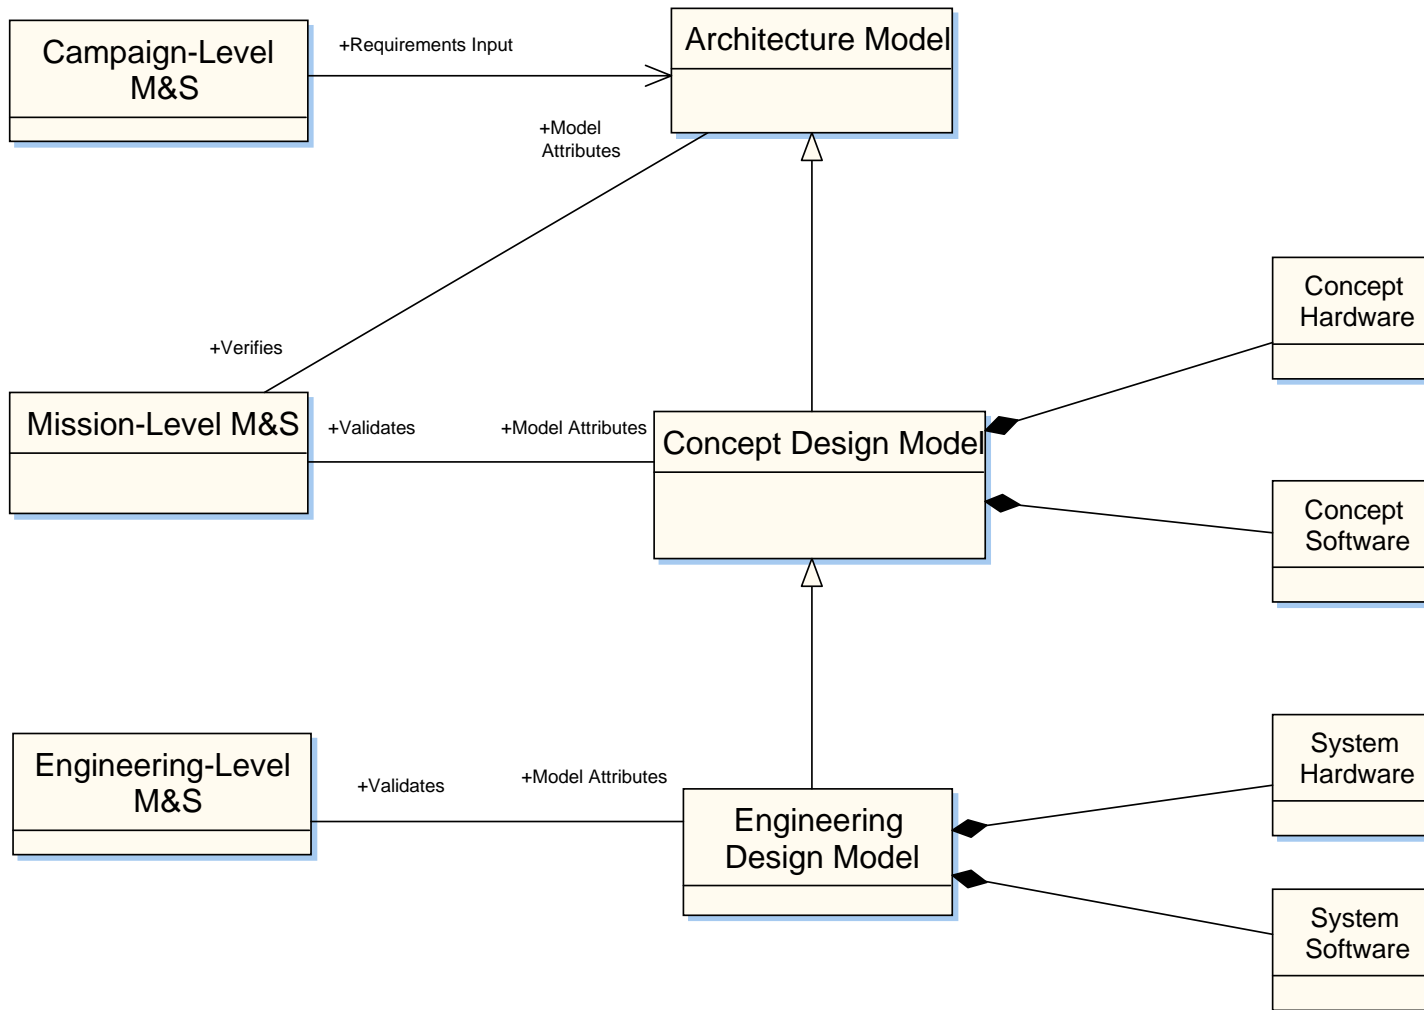 Campaign-Level
M&S
+Requirements Input
Architecture Model
+Model
Attributes
+Verifies
Mission-Level M&S
+Validates
+Model Attributes
Concept Design Model
Concept
Hardware
Concept
Software
Engineering-Level
M&S
+Validates
+Model Attributes
Engineering
Design Model
System
Hardware
System
Software